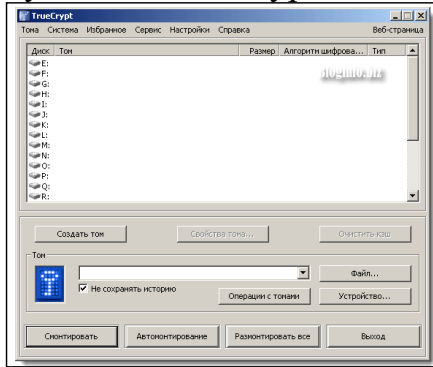 TrueCrypt
Тома Система Избранное Сервис Настройки Справка Веб-страница
Диск Том Размер Алгоритм шифрова... Тип
E:
F:
G:
H:
I:
J:
K:
L:
M:
N:
O:
P:
Q:
R:
Создать том Свойства тома... Очистить кэш
Том
Файл...
Не сохранять историю
Операции с томами Устройство...
Смонтировать Автомонтирование Размонтировать все Выход